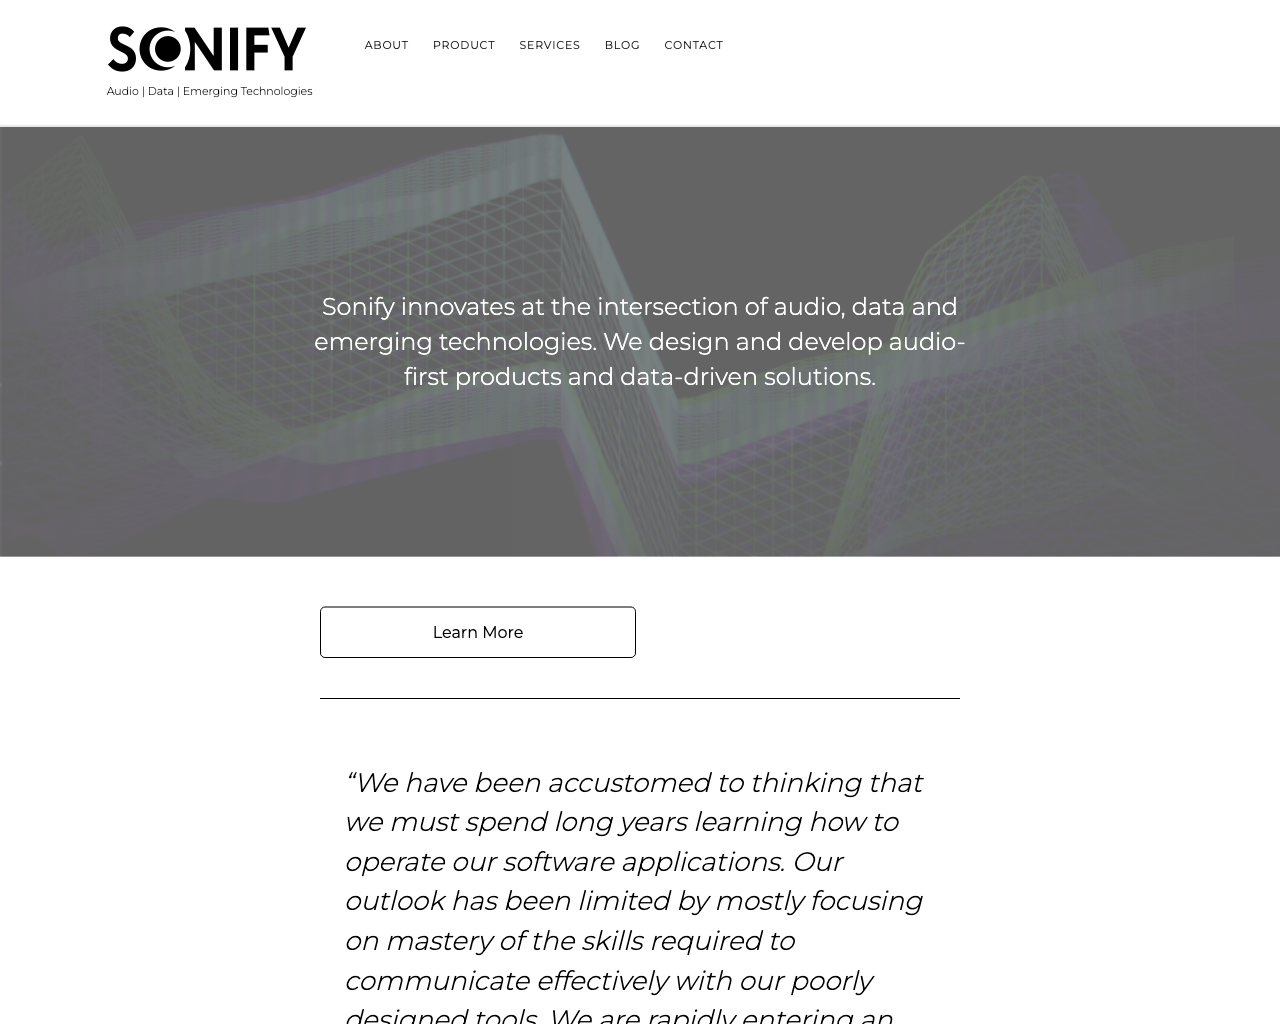 SONIFY
Audio | Data | Emerging Technologies
ABOUT PRODUCT SERVICES BLOG CONTACT
Sonify innovates at the intersection of audio, data and
emerging technologies. We design and develop audio-
first products and data-driven solutions.
Learn More
“We have been accustomed to thinking that
we must spend long years learning how to
operate our software applications. Our
outlook has been limited by mostly focusing
on mastery of the skills required to
communicate effectively with our poorly
designed tools. We are rapidly entering an